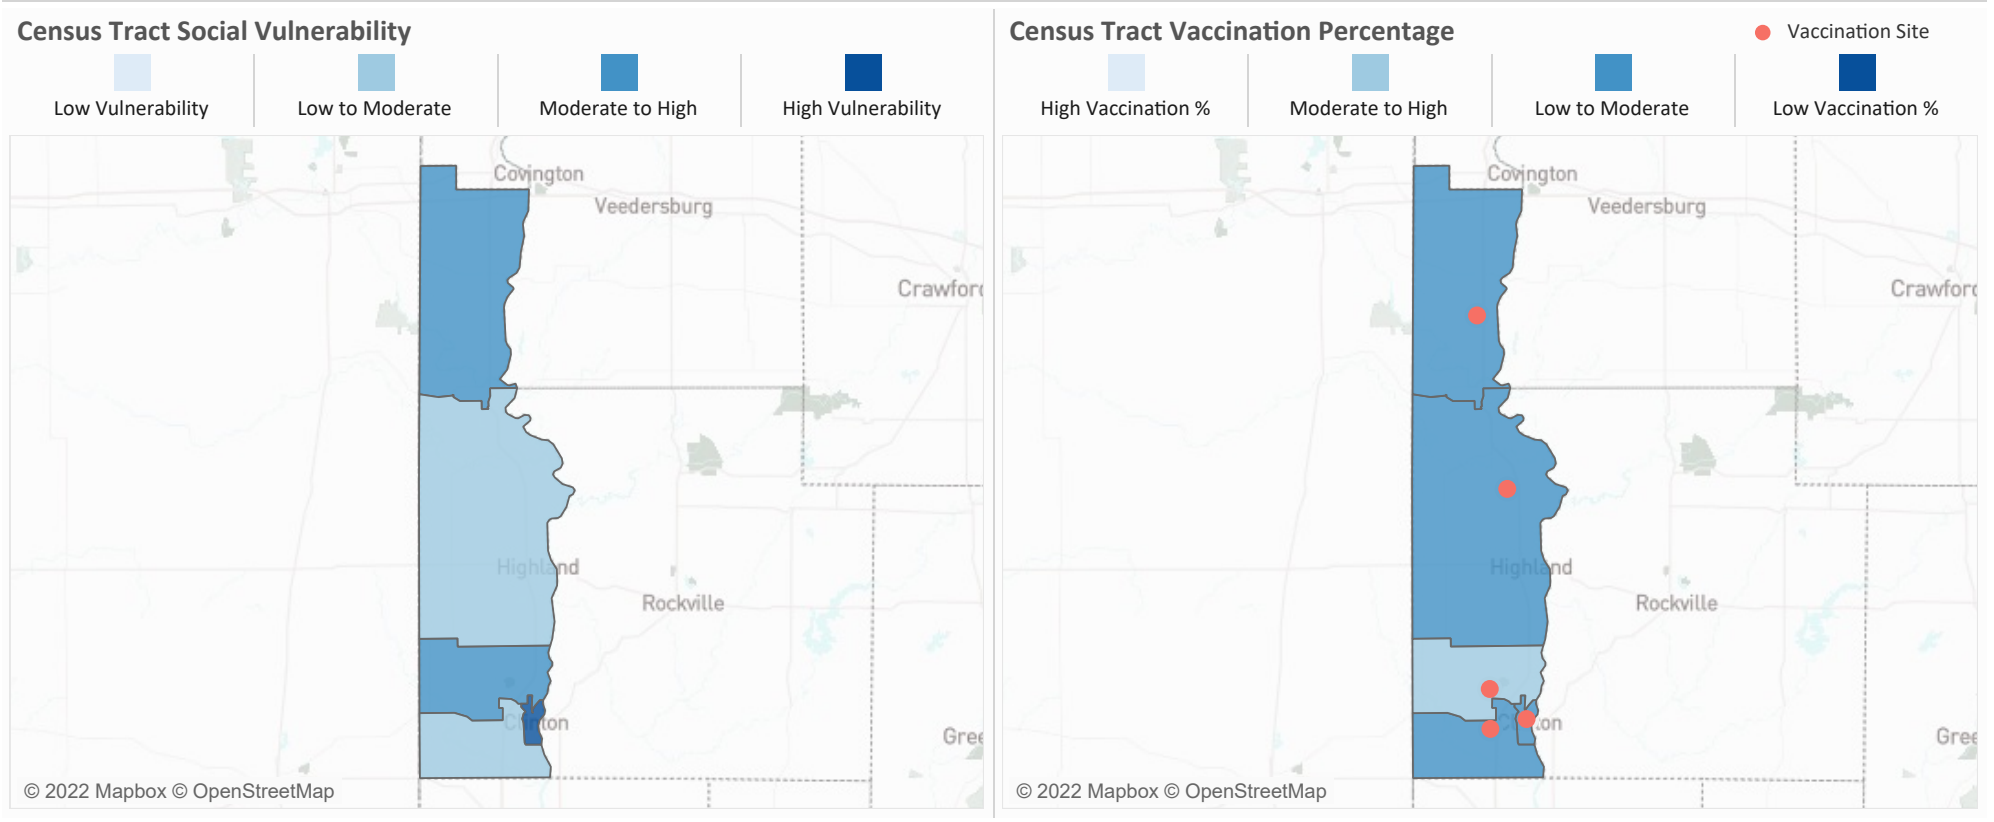 Census Tract Social Vulnerability
Low Vulnerability
Low to Moderate
Moderate to High
High Vulnerability
Covington
Veedersburg
Crawford
Highland
Rockville
Clinton
Gree
© 2022 Mapbox © OpenStreetMap
Census Tract Vaccination Percentage
Vaccination Site
High Vaccination %
Moderate to High
Low to Moderate
Low Vaccination %
Covington
Veedersburg
Crawford
Highland
Rockville
Clinton
Gree
© 2022 Mapbox © OpenStreetMap